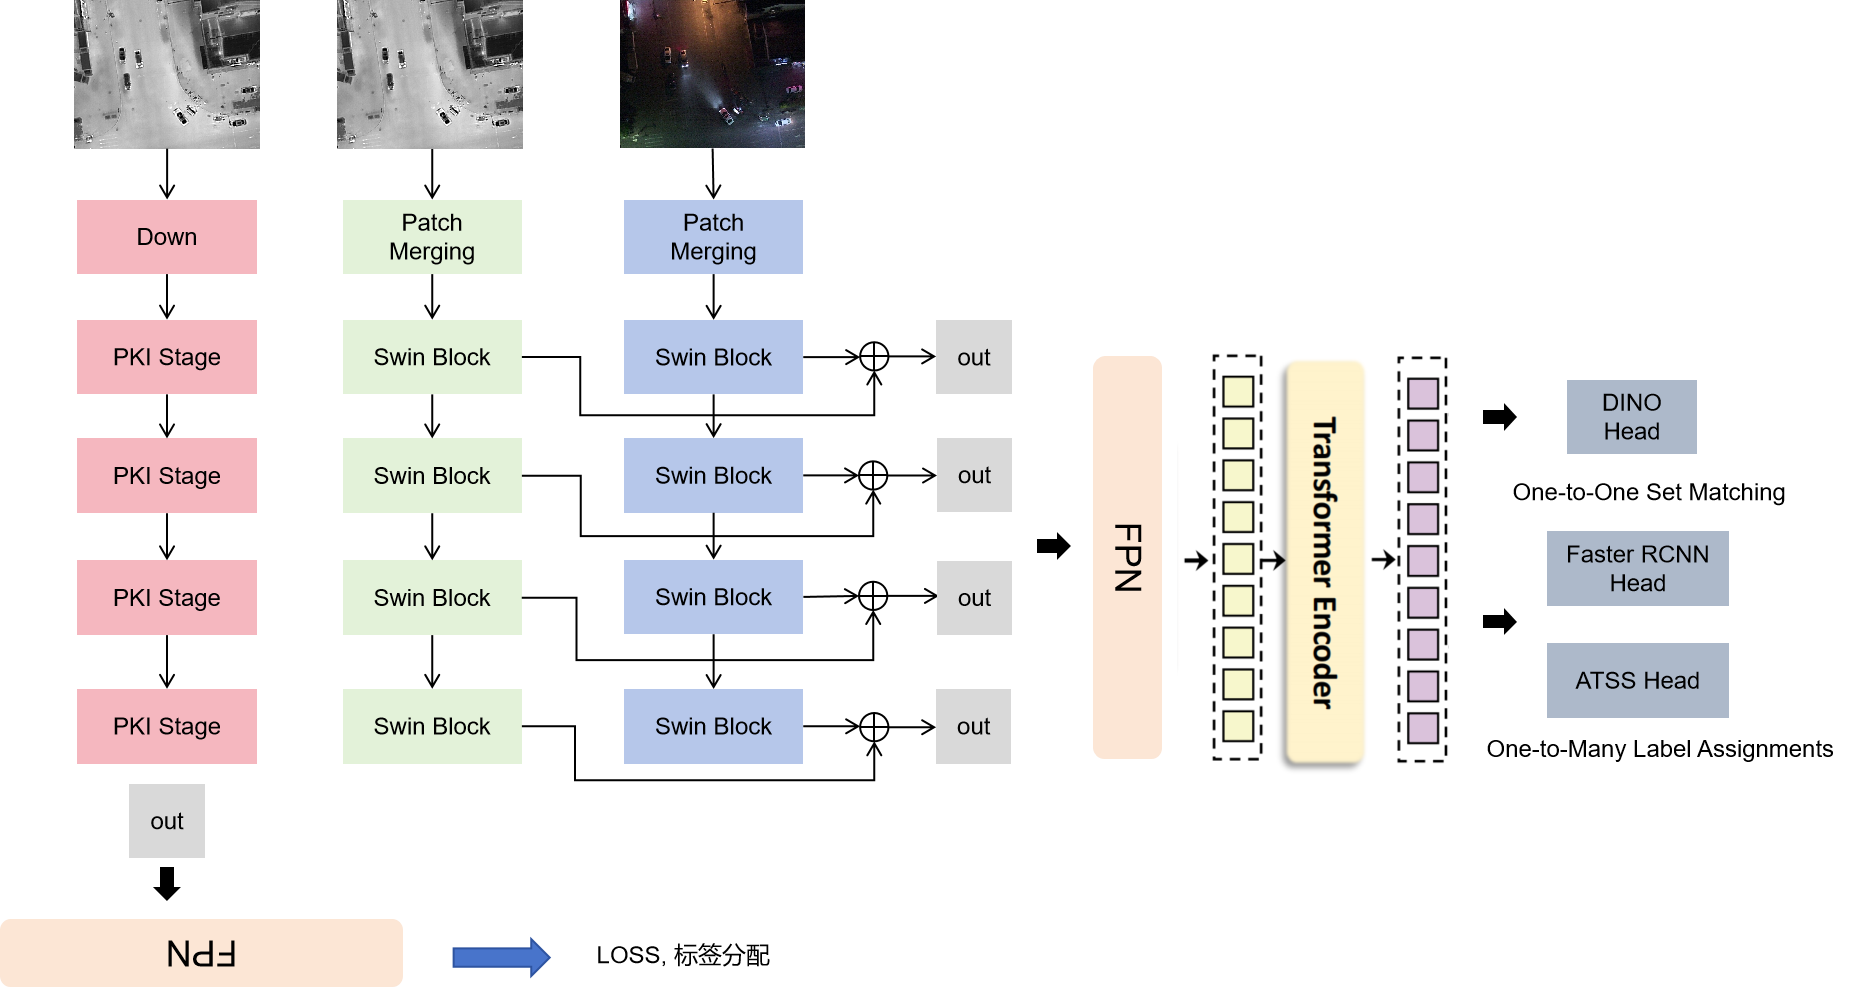 Down
PKI Stage
PKI Stage
PKI Stage
PKI Stage
out
FPN
LOSS, 标签分配
Patch
Merging
Swin Block
Swin Block
Swin Block
Swin Block
Patch
Merging
Swin Block
Swin Block
Swin Block
Swin Block
out
out
out
out
FPN
Transformer Encoder
DINO
Head
One-to-One Set Matching
Faster RCNN
Head
ATSS Head
One-to-Many Label Assignments